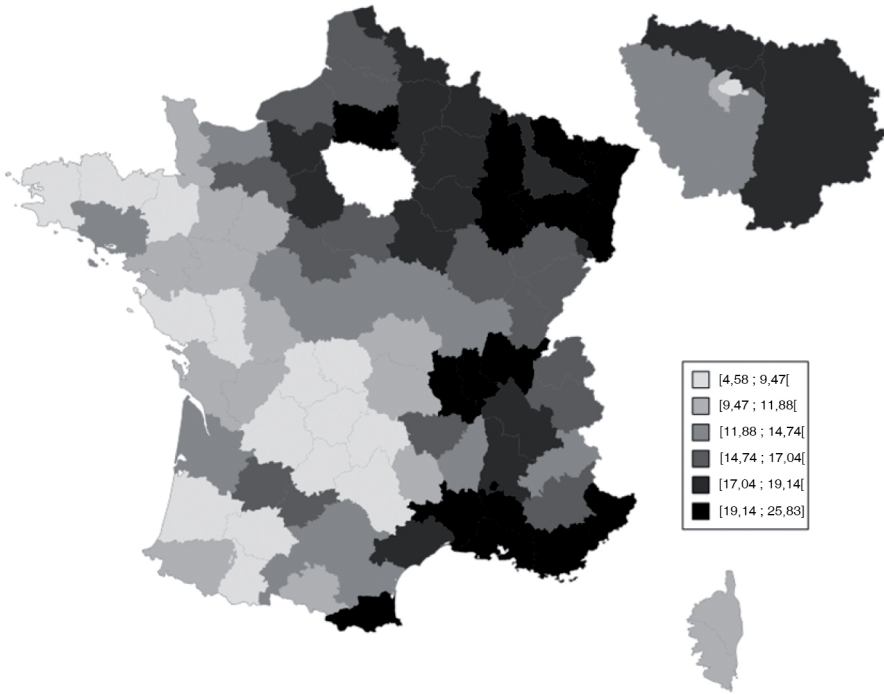 [4,58 ; 9,47[
[9,47 ; 11,88[
[11,88 ; 14,74[
[14,74 ; 17,04[
[17,04 ; 19,14[
[19,14 ; 25,83]